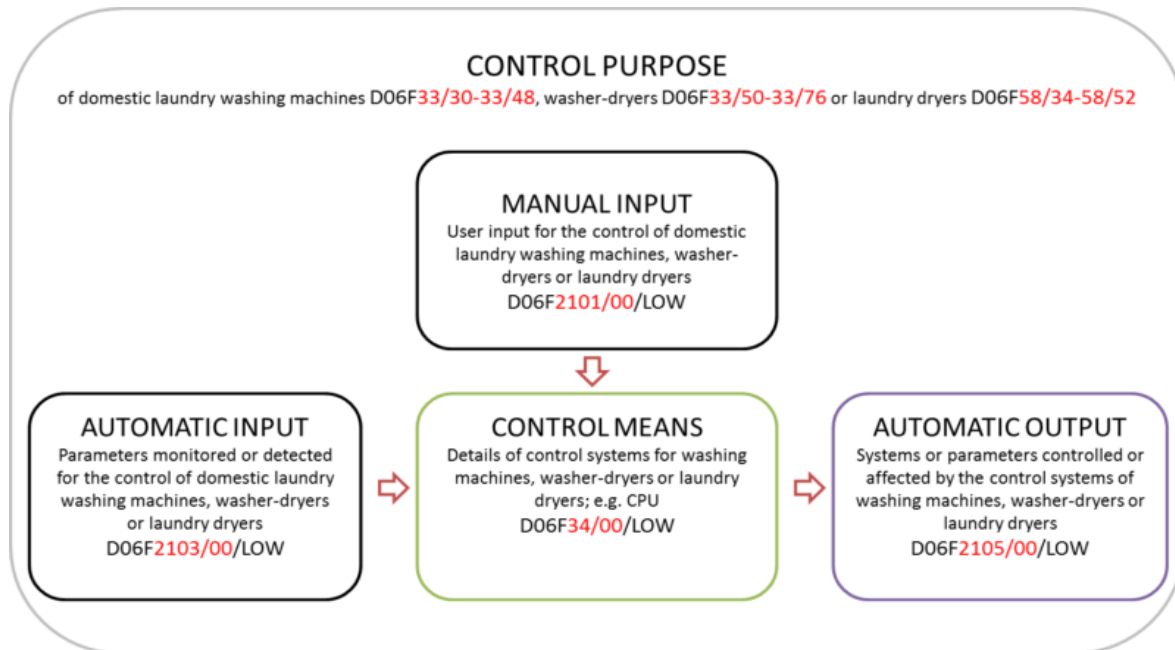 CONTROL PURPOSE
of domestic laundry washing machines D06F33/30-33/48, washer-dryers D06F33/50-33/76 or laundry dryers D06F58/34-58/52
MANUAL INPUT
User input for the control of domestic
laundry washing machines, washer-
dryers or laundry dryers
D06F2101/00/LOW
AUTOMATIC INPUT
Parameters monitored or detected
for the control of domestic laundry
washing machines, washer-dryers
or laundry dryers
D06F2103/00/LOW
CONTROL MEANS
Details of control systems for washing
machines, washer-dryers or laundry
dryers; e.g. CPU
D06F34/00/LOW
AUTOMATIC OUTPUT
Systems or parameters controlled or
affected by the control systems of
washing machines, washer-dryers or
laundry dryers
D06F2105/00/LOW